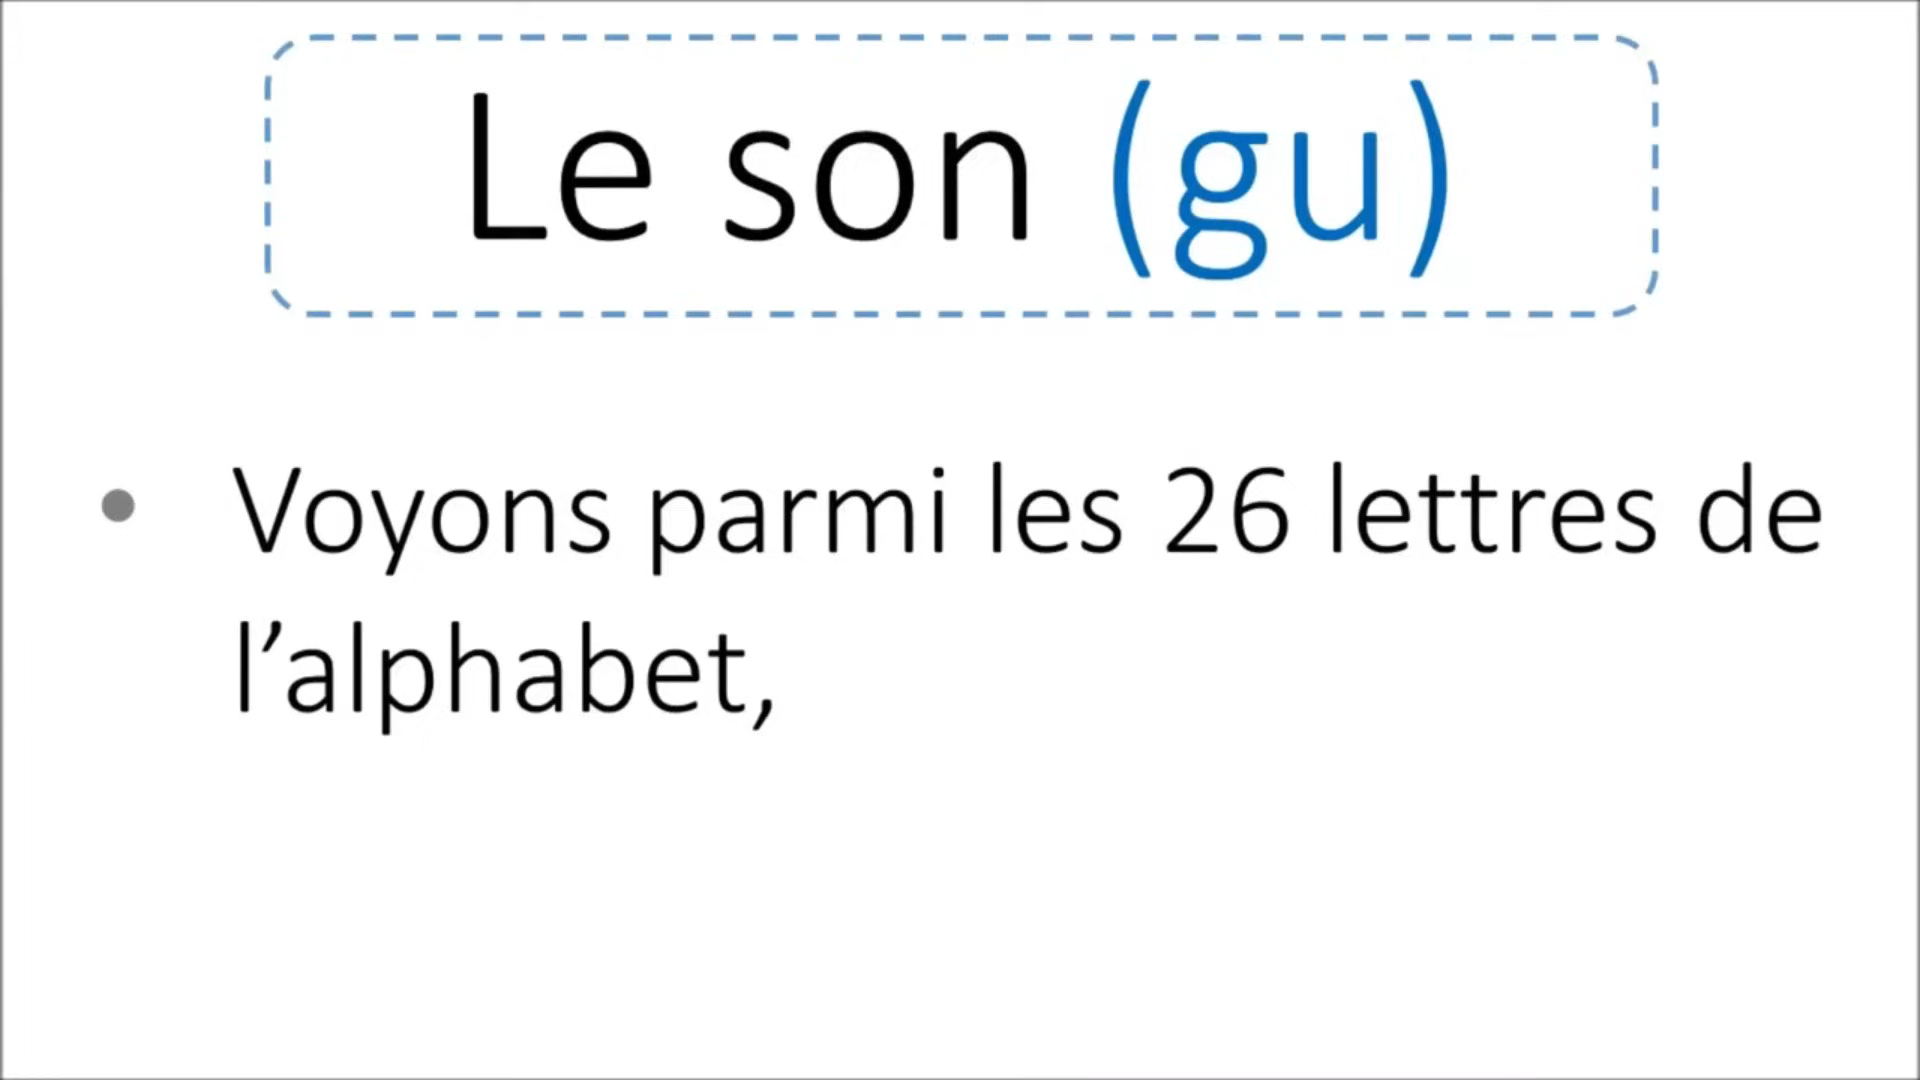 Le son (gu)
• Voyons parmi les 26 lettres de
l’alphabet,